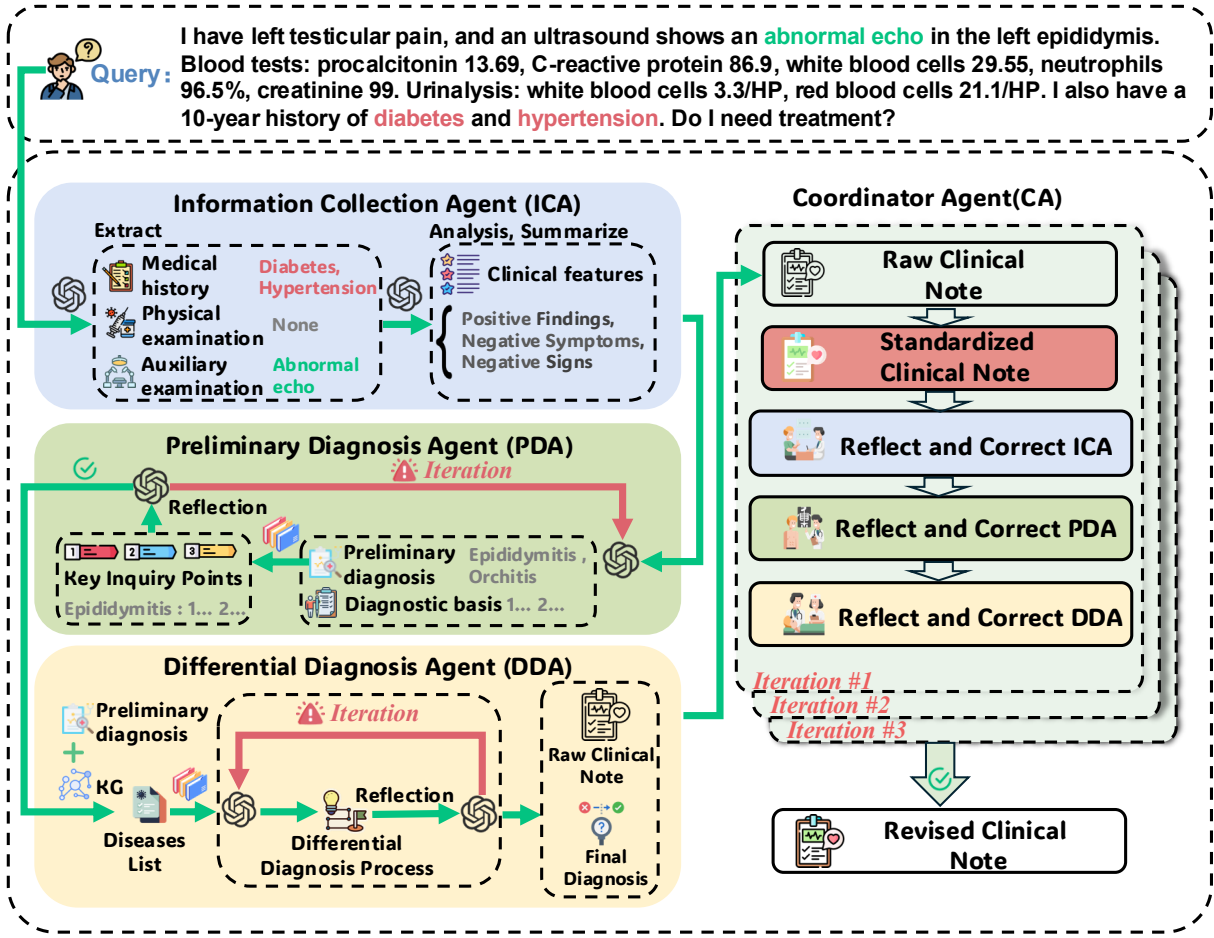 Query :
I have left testicular pain, and an ultrasound shows an abnormal echo in the left epididymis.
Blood tests: procalcitonin 13.69, C-reactive protein 86.9, white blood cells 29.55, neutrophils
96.5%, creatinine 99. Urinalysis: white blood cells 3.3/HP, red blood cells 21.1/HP. I also have a
10-year history of diabetes and hypertension. Do I need treatment?
Information Collection Agent (ICA)
Extract
Medical
history
Diabetes,
Hypertension
Physical
examination
None
Auxiliary
examination
Abnormal
echo
Analysis, Summarize
Clinical features
Positive Findings,
Negative Symptoms,
Negative Signs
Preliminary Diagnosis Agent (PDA)
Iteration
Reflection
1 2 3
Key Inquiry Points
Epididymitis : 1... 2...
Preliminary
diagnosis
Epididymitis ,
Orchitis
Diagnostic basis 1... 2...
Differential Diagnosis Agent (DDA)
Preliminary
diagnosis
KG
Diseases
List
Iteration
Reflection
Differential
Diagnosis Process
Raw Clinical
Note
Final
Diagnosis
Coordinator Agent(CA)
Raw Clinical
Note
Standardized
Clinical Note
Reflect and Correct ICA
Reflect and Correct PDA
Reflect and Correct DDA
Iteration #1
Iteration #2
Iteration #3
Revised Clinical
Note